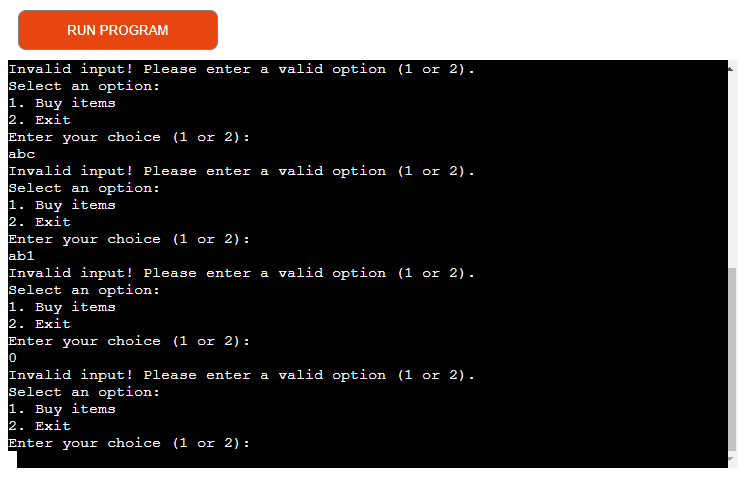 RUN PROGRAM
Invalid input! Please enter a valid option (1 or 2).
Select an option:
1. Buy items
2. Exit
Enter your choice (1 or 2):
abc
Invalid input! Please enter a valid option (1 or 2).
Select an option:
1. Buy items
2. Exit
Enter your choice (1 or 2):
ab1
Invalid input! Please enter a valid option (1 or 2).
Select an option:
1. Buy items
2. Exit
Enter your choice (1 or 2):
0
Invalid input! Please enter a valid option (1 or 2).
Select an option:
1. Buy items
2. Exit
Enter your choice (1 or 2):